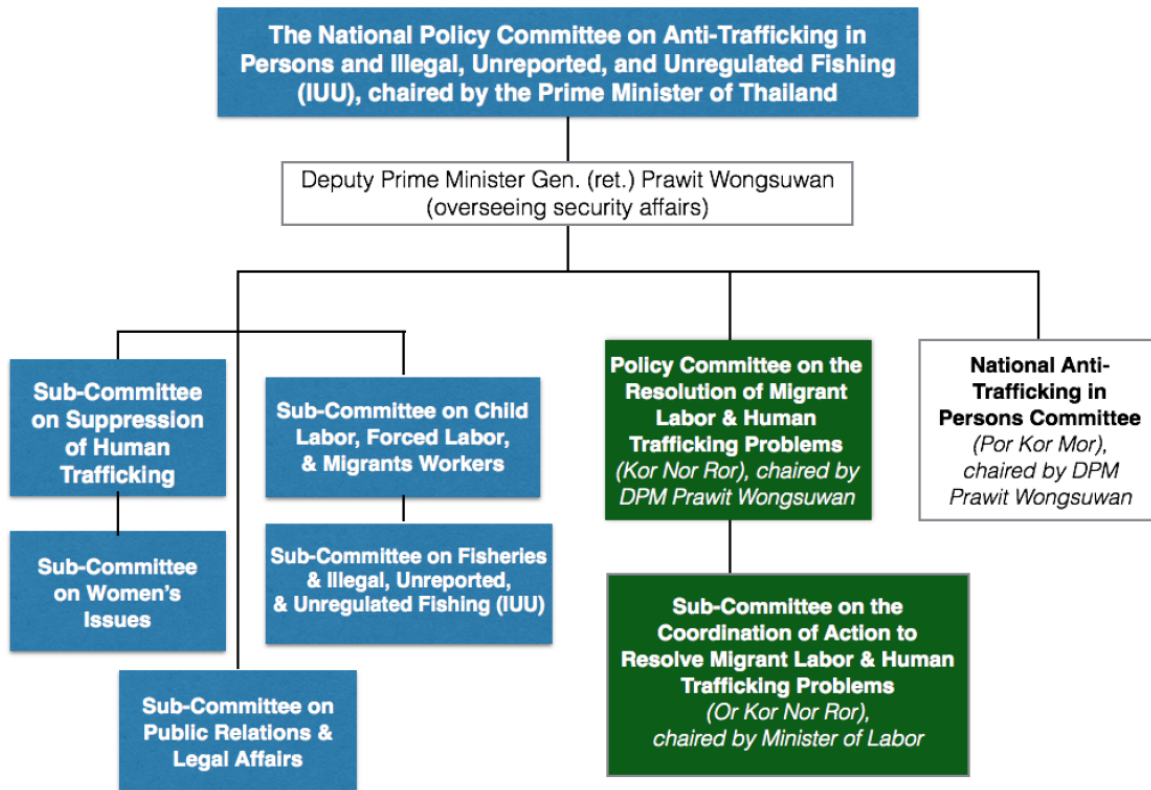 The National Policy Committee on Anti-Trafficking in
Persons and Illegal, Unreported, and Unregulated Fishing
(IUU), chaired by the Prime Minister of Thailand
Deputy Prime Minister Gen. (ret.) Prawit Wongsuwan
(overseeing security affairs)
Sub-Committee
on Suppression
of Human
Trafficking
Sub-Committee on Child
Labor, Forced Labor,
& Migrants Workers
Policy Committee on the
Resolution of Migrant
Labor & Human
Trafficking Problems
(Kor Nor Ror), chaired by
DPM Prawit Wongsuwan
National Anti-
Trafficking in
Persons Committee
(Por Kor Mor),
chaired by DPM
Prawit Wongsuwan
Sub-Committee
on Women's
Issues
Sub-Committee on Fisheries
& Illegal, Unreported,
& Unregulated Fishing (IUU)
Sub-Committee on the
Coordination of Action to
Resolve Migrant Labor & Human
Trafficking Problems
(Or Kor Nor Ror),
chaired by Minister of Labor
Sub-Committee on
Public Relations &
Legal Affairs